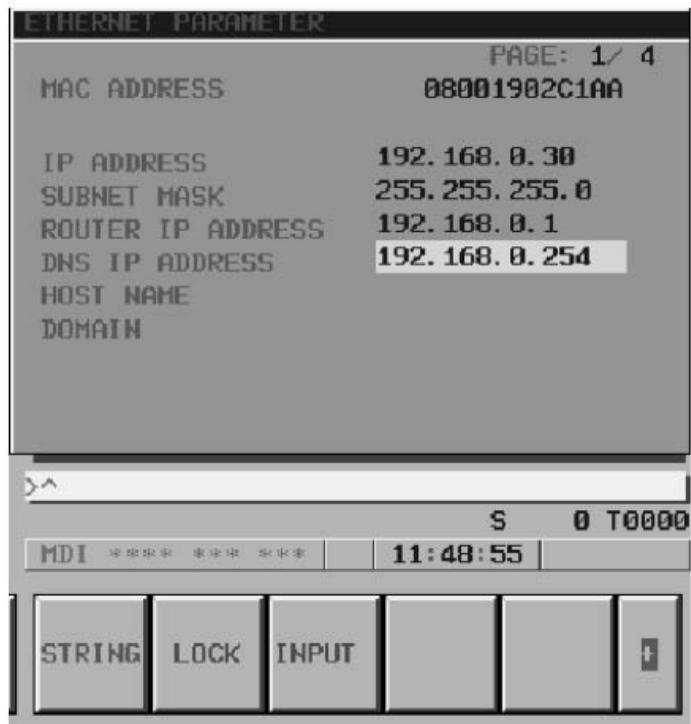 ETHERNET PARAMETER
PAGE: 1/ 4
MAC ADDRESS 08001902C1AA
IP ADDRESS 192.168.0.30
SUBNET MASK 255.255.255.0
ROUTER IP ADDRESS 192.168.0.1
DNS IP ADDRESS 192.168.0.254
HOST NAME
DOMAIN
>^
S 0 T0000
MDI **** *** *** 11:48:55
STRING LOCK INPUT +